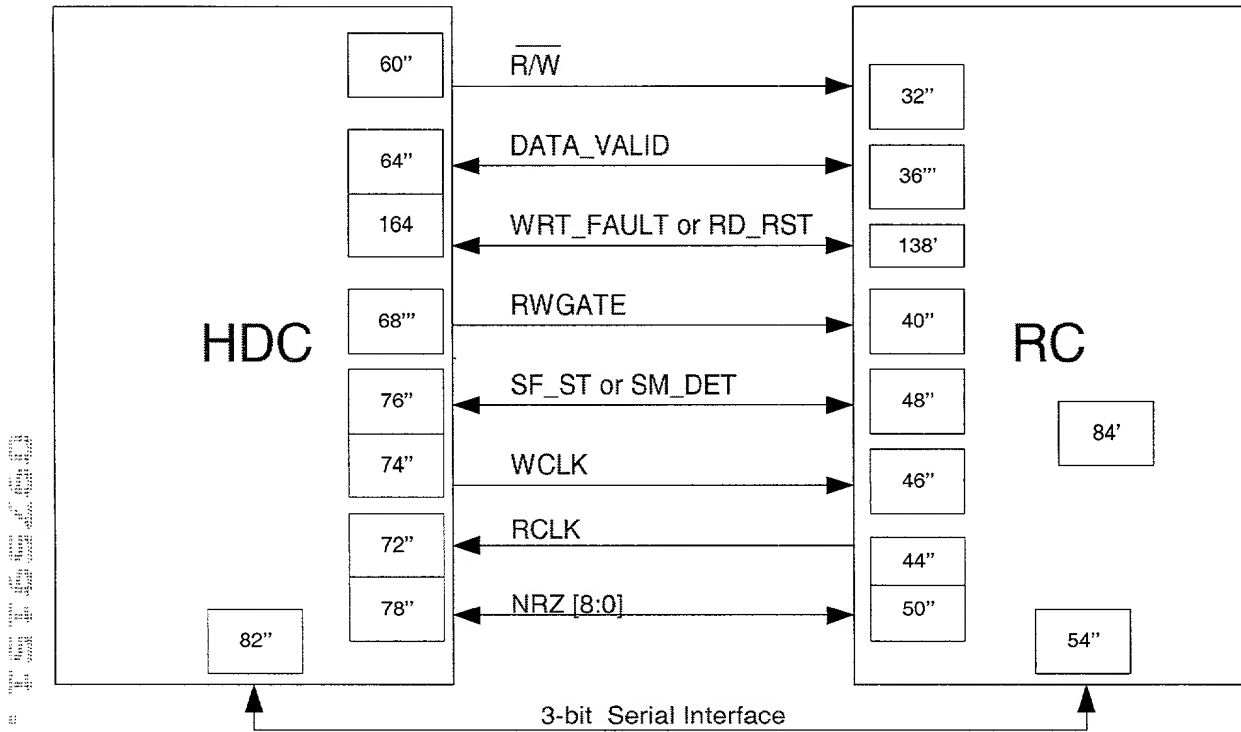 60''
R/W
32''
64''
DATA_VALID
36'''
164
WRT_FAULT or RD_RST
138'
68'''
RWGATE
40''
HDC
RC
76''
SF_ST or SM_DET
48''
84'
74''
WCLK
46''
72''
RCLK
44''
78''
NRZ [8:0]
50''
82''
54''
3-bit Serial Interface